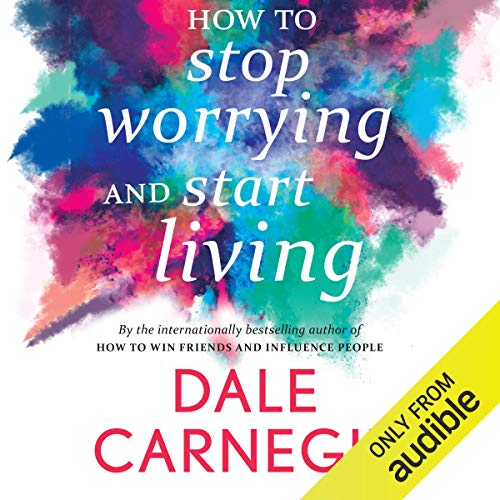 HOW TO
stop
worrying
AND start
living
By the internationally bestselling author of
HOW TO WIN FRIENDS AND INFLUENCE PEOPLE
DALE
CARNEGI
ONLY FROM
audible